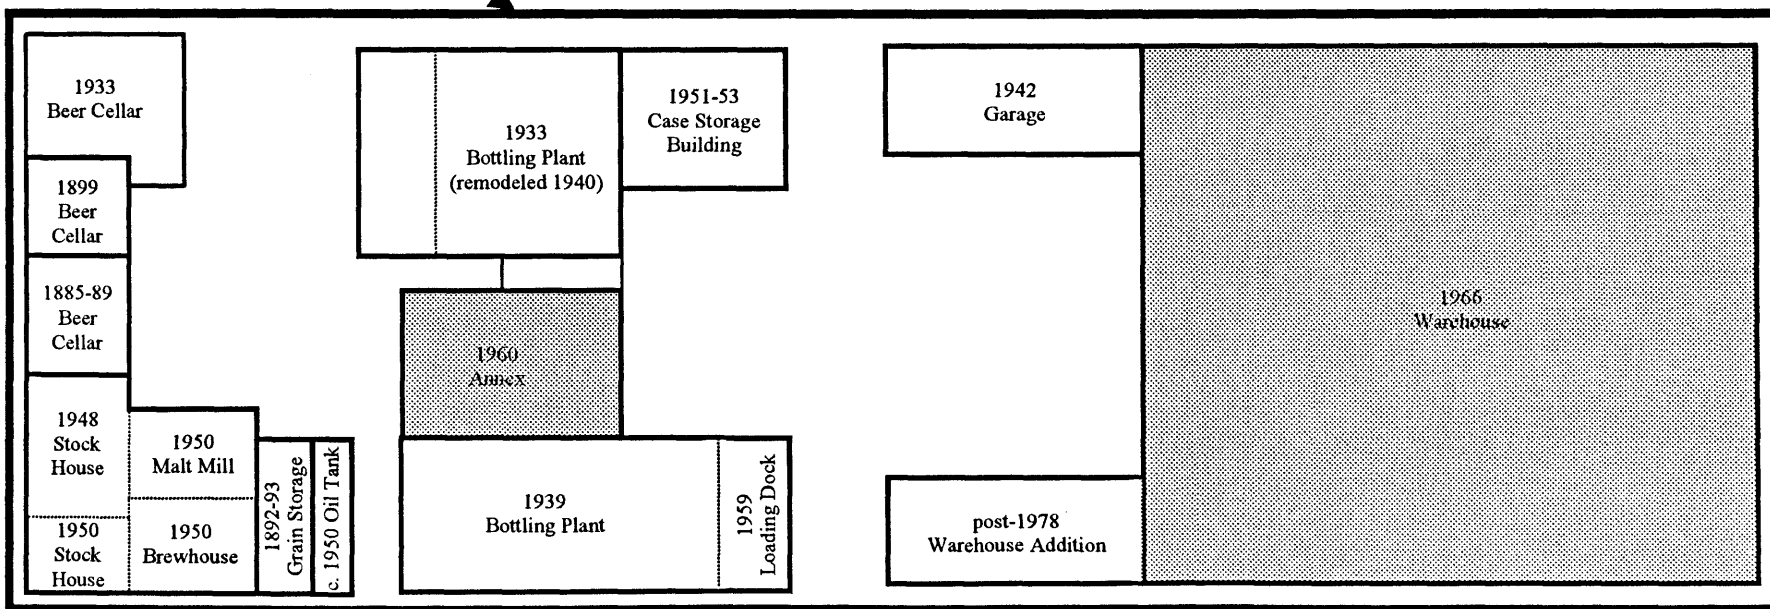 1933
Beer Cellar
1899
Beer
Cellar
1885-89
Beer
Cellar
1948
Stock
House
1950
Stock
House
1950
Malt Mill
1950
Brewhouse
1892-93
Grain Storage
c. 1950 Oil Tank
1933
Bottling Plant
(remodeled 1940)
1951-53
Case Storage
Building
1960
Annex
1939
Bottling Plant
1959
Loading Dock
1942
Garage
post-1978
Warehouse Addition
1966
Warehouse